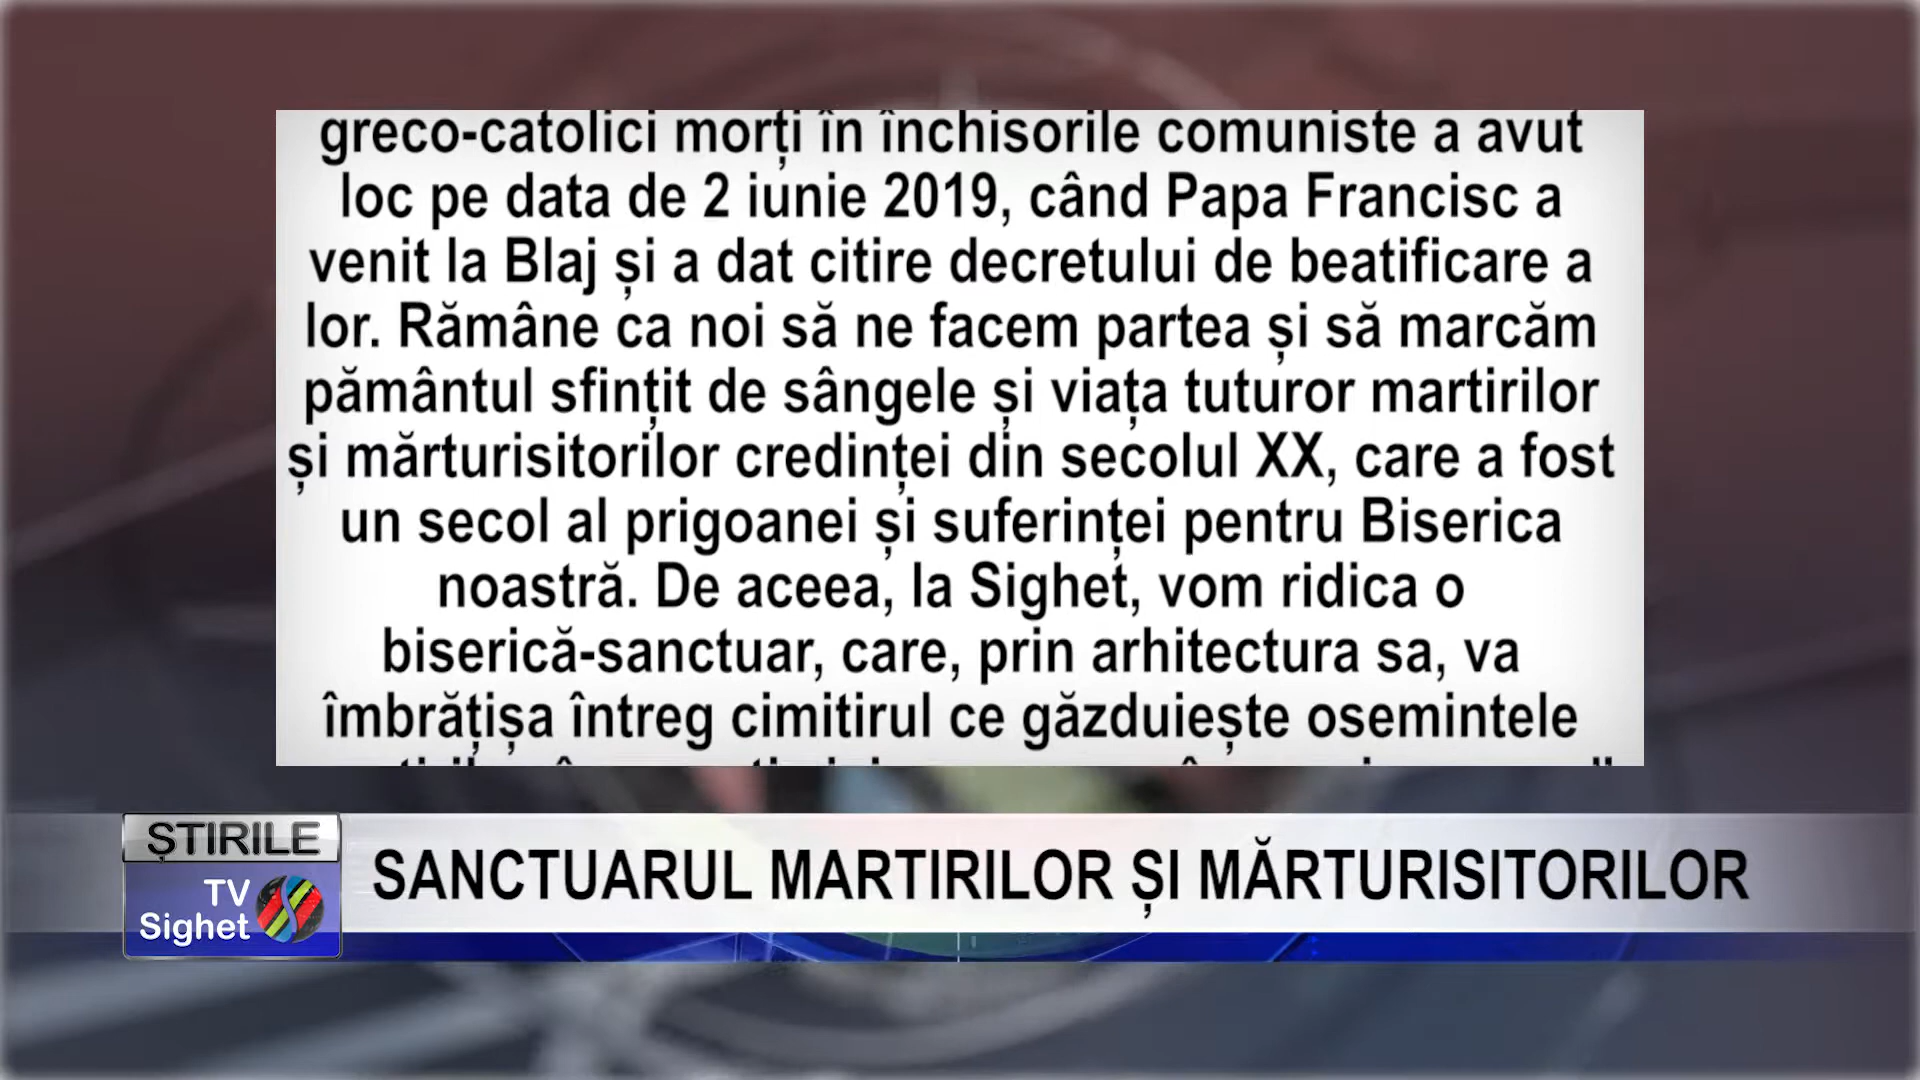 greco-catolici morți în închisorile comuniste a avut
loc pe data de 2 iunie 2019, când Papa Francisc a
venit la Blaj și a dat citire decretului de beatificare a
lor. Rămâne ca noi să ne facem partea și să marcăm
pământul sfințit de sângele și viața tuturor martirilor
și mărturisitorilor credinței din secolul XX, care a fost
un secol al prigoanei și suferinței pentru Biserica
noastră. De aceea, la Sighet, vom ridica o
biserică-sanctuar, care, prin arhitectura sa, va
îmbrățișa întreg cimitirul ce găzduiește osemintele
ȘTIRILE
TV
Sighet
SANCTUARUL MARTIRILOR ȘI MĂRTURISITORILOR